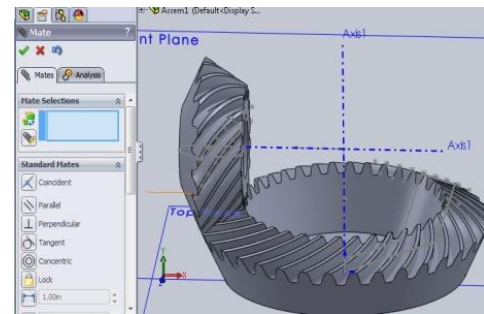 Assem1 (Default<Display S...
Mate
?
Mates
Analysis
Mate Selections
Standard Mates
Coincident
Parallel
Perpendicular
Tangent
Concentric
Lock
1.00in
nt Plane
Axis1
Axis1
Top
Y
X